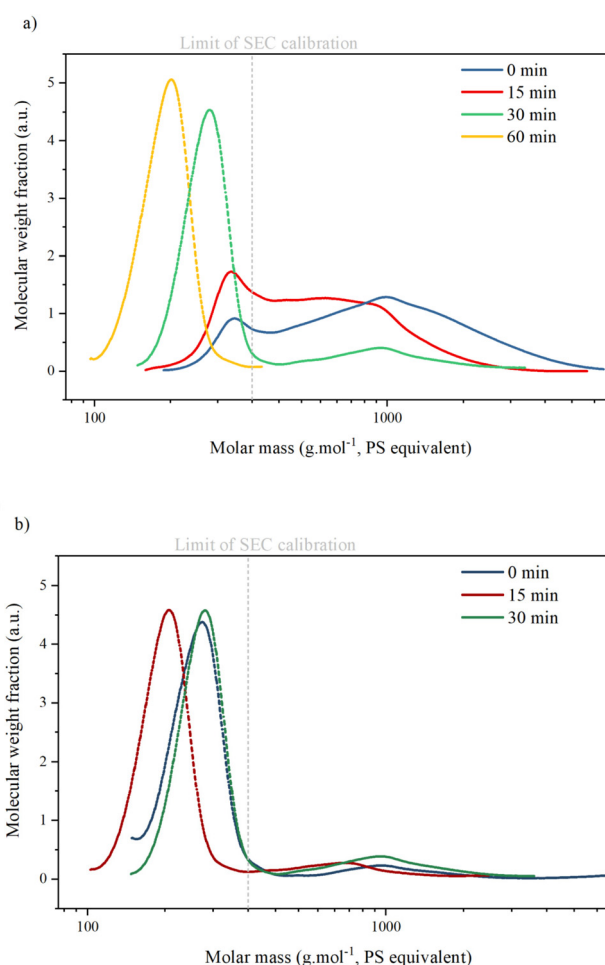 a)
Limit of SEC calibration
0 min
15 min
30 min
60 min
5
4
3
2
1
0
Molecular weight fraction (a.u.)
100
1000
Molar mass (g.mol⁻¹, PS equivalent)
b)
Limit of SEC calibration
0 min
15 min
30 min
5
4
3
2
1
0
Molecular weight fraction (a.u.)
100
1000
Molar mass (g.mol⁻¹, PS equivalent)